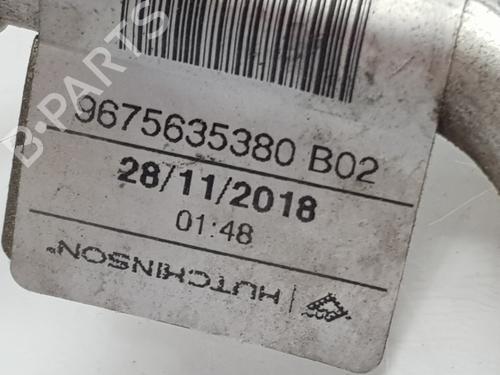 9675635380 B02
28/11/2018
01:48
HUTCHINSON®
B-PARTS